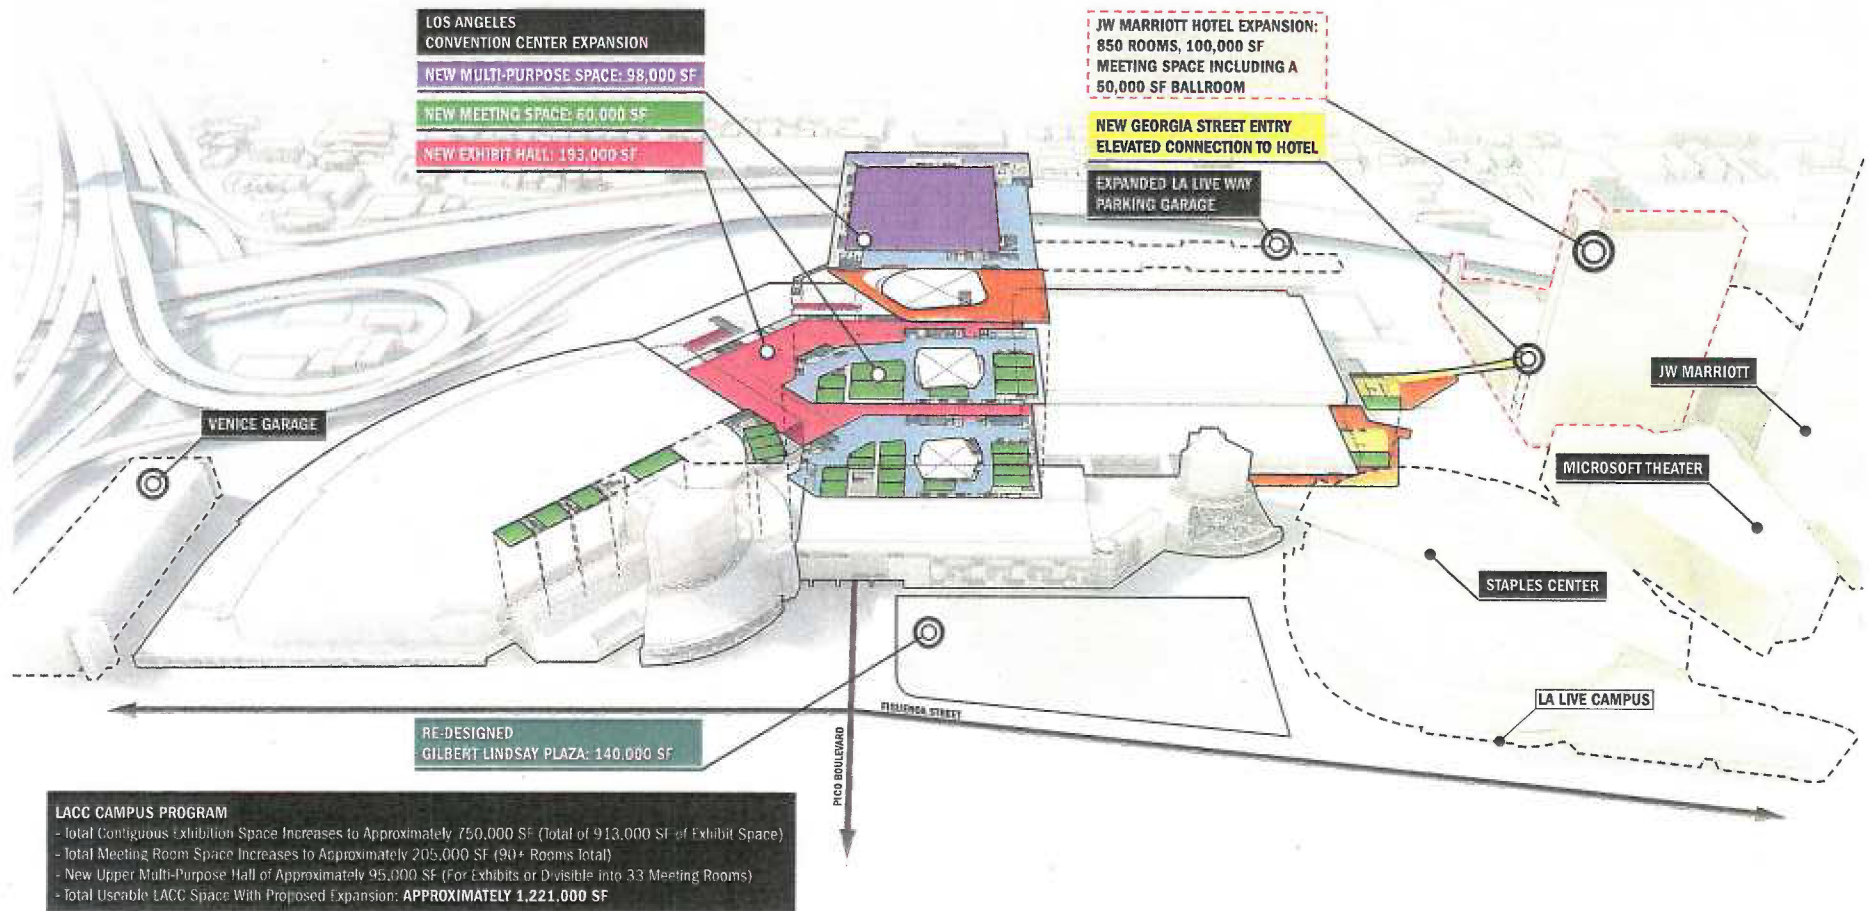 LOS ANGELES
CONVENTION CENTER EXPANSION
NEW MULTI-PURPOSE SPACE: 98,000 SF
NEW MEETING SPACE: 60,000 SF
NEW EXHIBIT HALL: 193,000 SF
JW MARRIOTT HOTEL EXPANSION:
850 ROOMS, 100,000 SF
MEETING SPACE INCLUDING A
50,000 SF BALLROOM
NEW GEORGIA STREET ENTRY
ELEVATED CONNECTION TO HOTEL
EXPANDED LA LIVE WAY
PARKING GARAGE
JW MARRIOTT
VENICE GARAGE
MICROSOFT THEATER
STAPLES CENTER
LA LIVE CAMPUS
FIGUEROA STREET
RE-DESIGNED
GILBERT LINDSAY PLAZA: 140,000 SF
PICO BOULEVARD
LACC CAMPUS PROGRAM
- Total Contiguous Exhibition Space Increases to Approximately 750,000 SF (Total of 913,000 SF of Exhibit Space)
- Total Meeting Room Space Increases to Approximately 205,000 SF (90+ Rooms Total)
- New Upper Multi-Purpose Hall of Approximately 95,000 SF (For Exhibits or Divisible into 33 Meeting Rooms)
- Total Useable LACC Space With Proposed Expansion: APPROXIMATELY 1,221,000 SF